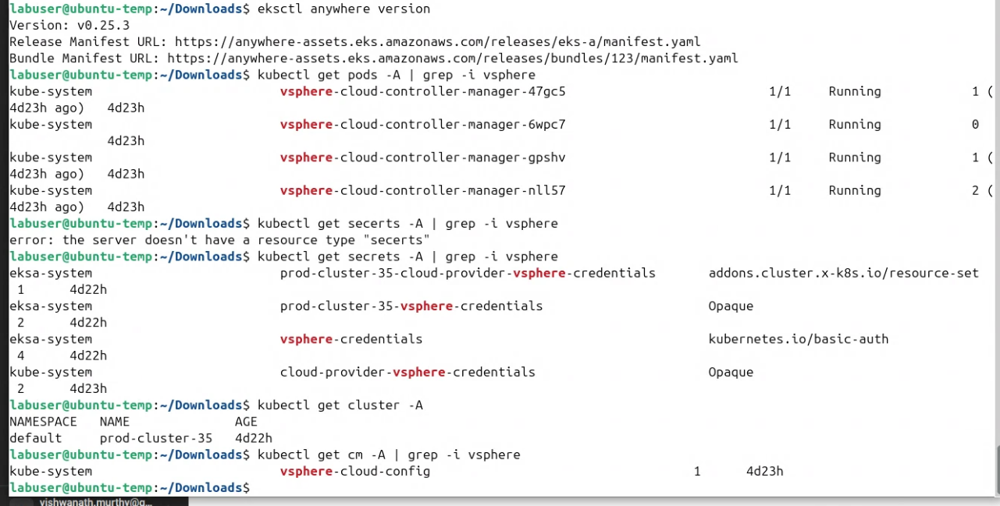 labuser@ubuntu-temp:~/Downloads$ eksctl anywhere version
Version: v0.25.3
Release Manifest URL: https://anywhere-assets.eks.amazonaws.com/releases/eks-a/manifest.yaml
Bundle Manifest URL: https://anywhere-assets.eks.amazonaws.com/releases/bundles/123/manifest.yaml
labuser@ubuntu-temp:~/Downloads$ kubectl get pods -A | grep -i vsphere
kube-system vsphere-cloud-controller-manager-47gc5 1/1 Running 1 (
4d23h ago) 4d23h
kube-system vsphere-cloud-controller-manager-6wpc7 1/1 Running 0
4d23h
kube-system vsphere-cloud-controller-manager-gpshv 1/1 Running 1 (
4d23h ago) 4d23h
kube-system vsphere-cloud-controller-manager-nll57 1/1 Running 2 (
4d23h ago) 4d23h
labuser@ubuntu-temp:~/Downloads$ kubectl get secerts -A | grep -i vsphere
error: the server doesn't have a resource type "secerts"
labuser@ubuntu-temp:~/Downloads$ kubectl get secrets -A | grep -i vsphere
eksa-system prod-cluster-35-cloud-provider-vsphere-credentials addons.cluster.x-k8s.io/resource-set
1 4d22h
eksa-system prod-cluster-35-vsphere-credentials Opaque
2 4d22h
eksa-system vsphere-credentials kubernetes.io/basic-auth
4 4d22h
kube-system cloud-provider-vsphere-credentials Opaque
2 4d23h
labuser@ubuntu-temp:~/Downloads$ kubectl get cluster -A
NAMESPACE NAME AGE
default prod-cluster-35 4d22h
labuser@ubuntu-temp:~/Downloads$ kubectl get cm -A | grep -i vsphere
kube-system vsphere-cloud-config 1 4d23h
labuser@ubuntu-temp:~/Downloads$
vishwanath.murthy@g...